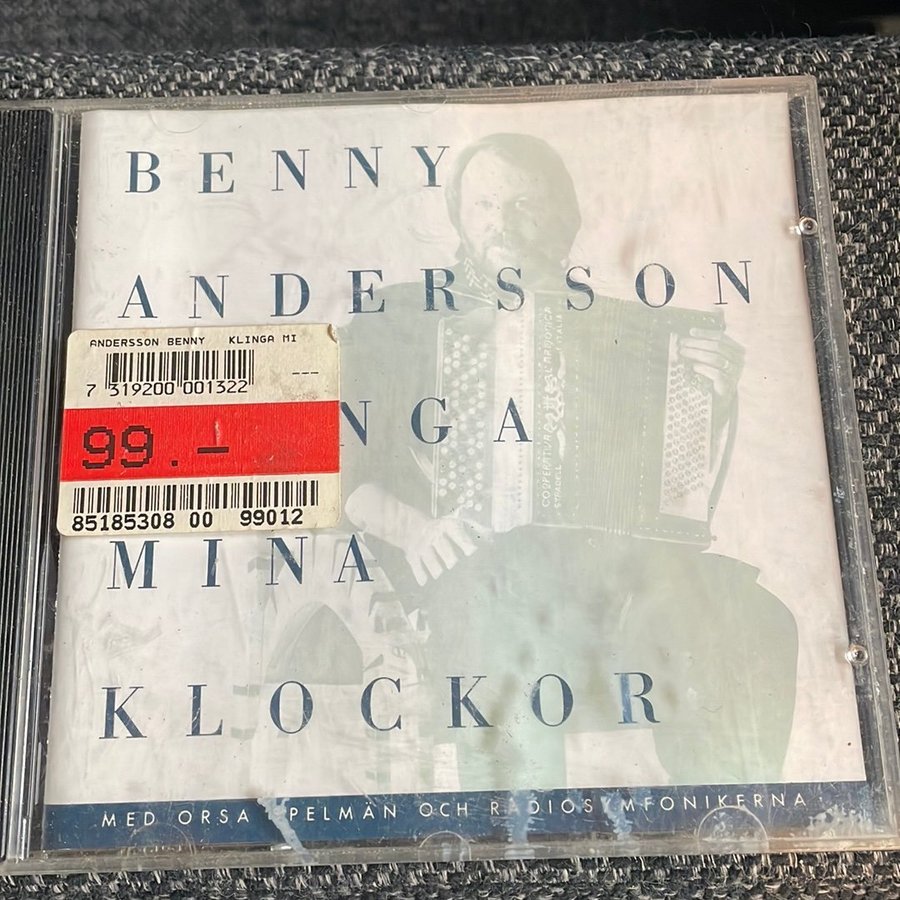 BENNY
ANDERSSON
ANDERSSON BENNY KLINGA MI
7 319200 001322
---
99.-
NGA
85185308 00 99012
MINA
KLOCKOR
MED ORSA SPELMÄN OCH RADIOSYMFONIKERNA